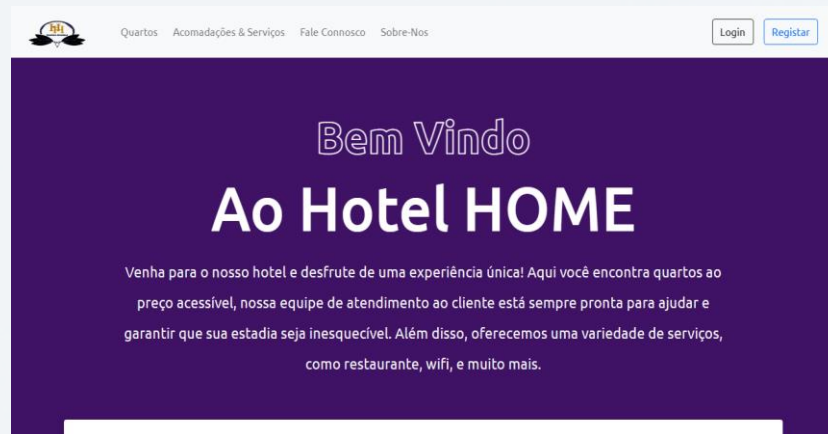 Quartos Acomadações & Serviços Fale Connosco Sobre-Nos Login Registar
Bem Vindo
Ao Hotel HOME
Venha para o nosso hotel e desfrute de uma experiência única! Aqui você encontra quartos ao
preço acessível, nossa equipe de atendimento ao cliente está sempre pronta para ajudar e
garantir que sua estadia seja inesquecível. Além disso, oferecemos uma variedade de serviços,
como restaurante, wifi, e muito mais.